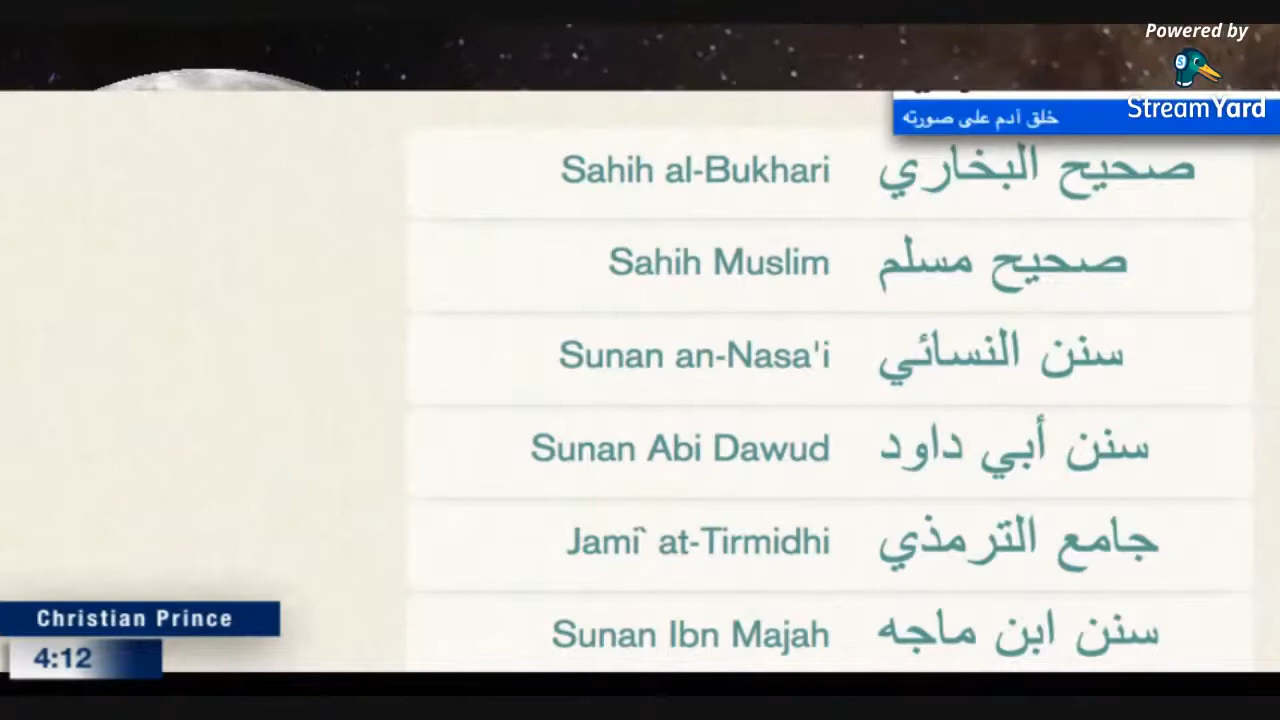 Powered by
StreamYard
خلق آدم على صورته
Sahih al-Bukhari صحيح البخاري
Sahih Muslim صحيح مسلم
Sunan an-Nasa'i سنن النسائي
Sunan Abi Dawud سنن أبي داود
Jami` at-Tirmidhi جامع الترمذي
Sunan Ibn Majah سنن ابن ماجه
Christian Prince
4:12